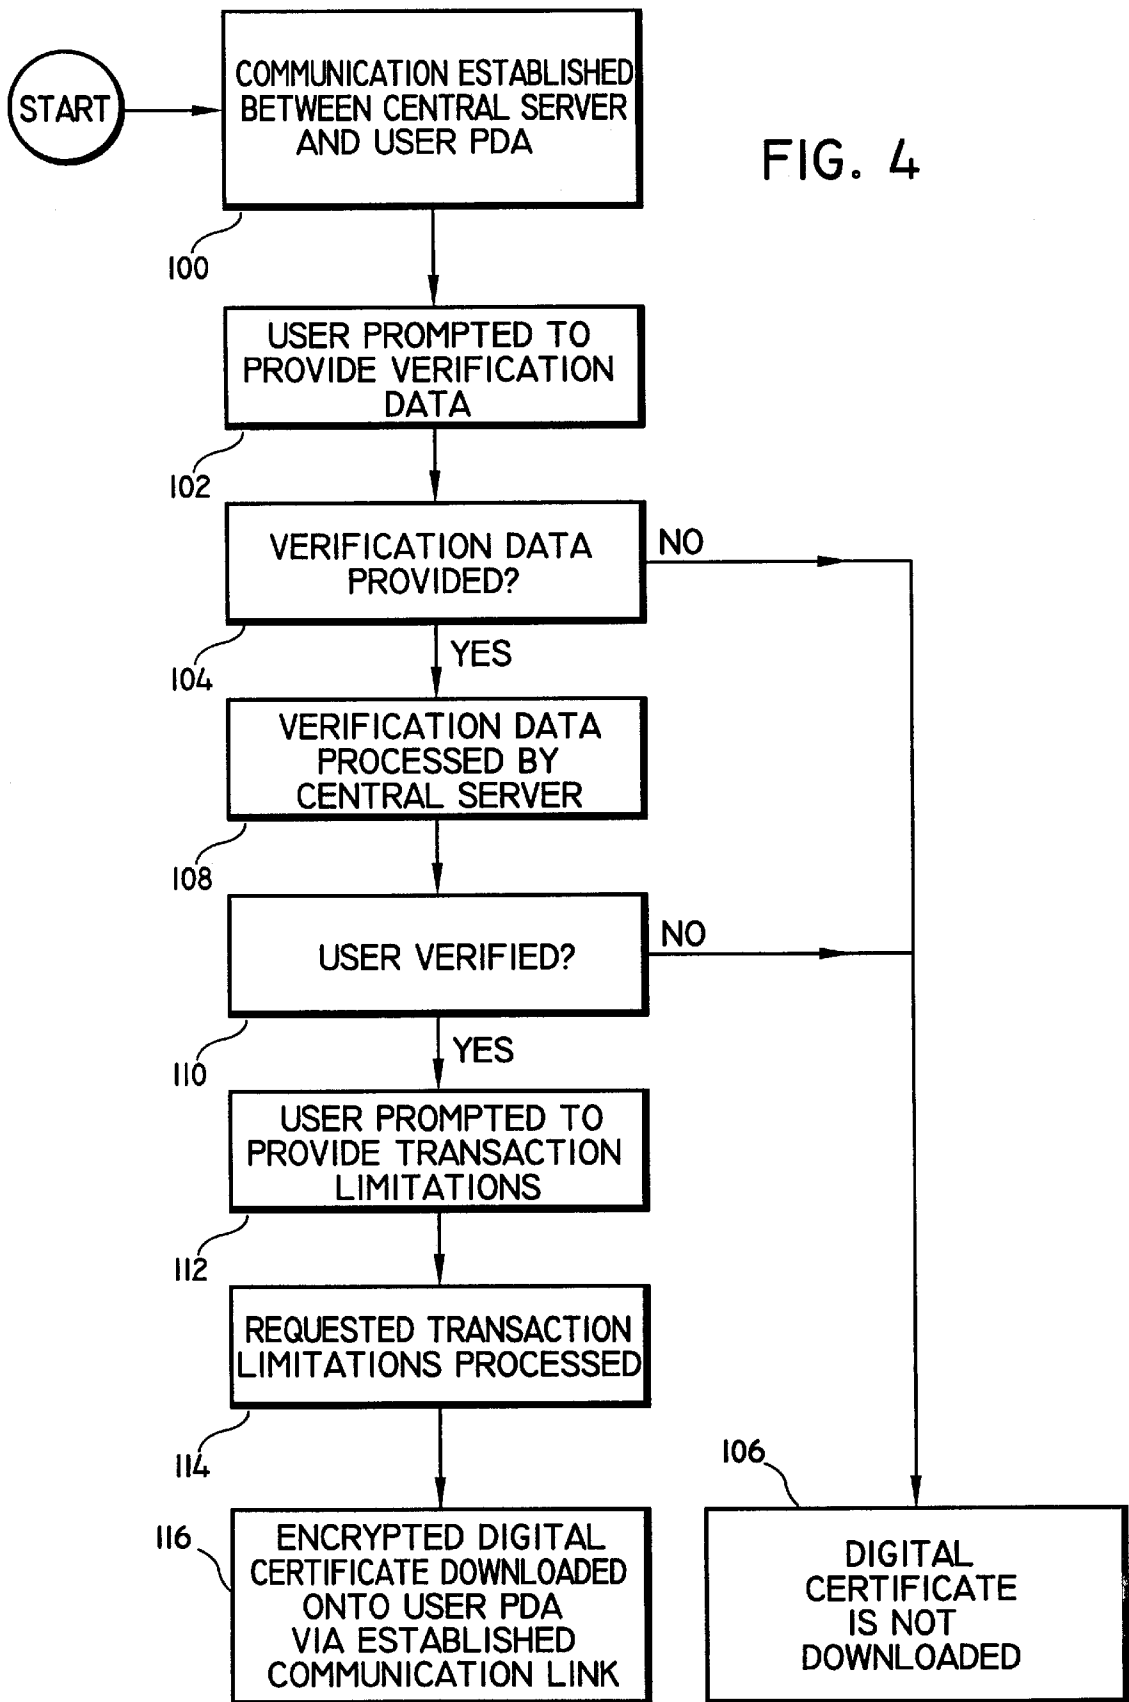 START
COMMUNICATION ESTABLISHED
BETWEEN CENTRAL SERVER
AND USER PDA
FIG. 4
100
USER PROMPTED TO
PROVIDE VERIFICATION
DATA
102
VERIFICATION DATA
PROVIDED?
NO
104
YES
VERIFICATION DATA
PROCESSED BY
CENTRAL SERVER
108
USER VERIFIED?
NO
110
YES
USER PROMPTED TO
PROVIDE TRANSACTION
LIMITATIONS
112
REQUESTED TRANSACTION
LIMITATIONS PROCESSED
114
116
ENCRYPTED DIGITAL
CERTIFICATE DOWNLOADED
ONTO USER PDA
VIA ESTABLISHED
COMMUNICATION LINK
106
DIGITAL
CERTIFICATE
IS NOT
DOWNLOADED